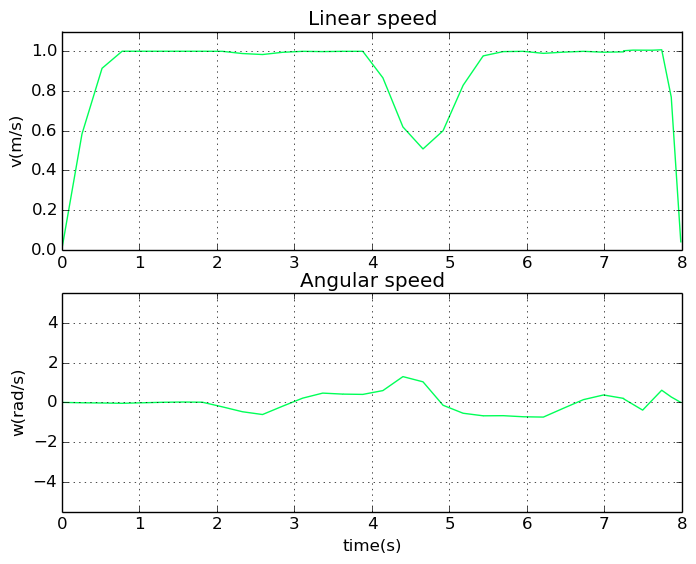 Linear speed
1.0
0.8
0.6
0.4
0.2
0.0
v(m/s)
0 1 2 3 4 5 6 7 8
Angular speed
4
2
0
−2
−4
w(rad/s)
0 1 2 3 4 5 6 7 8
time(s)